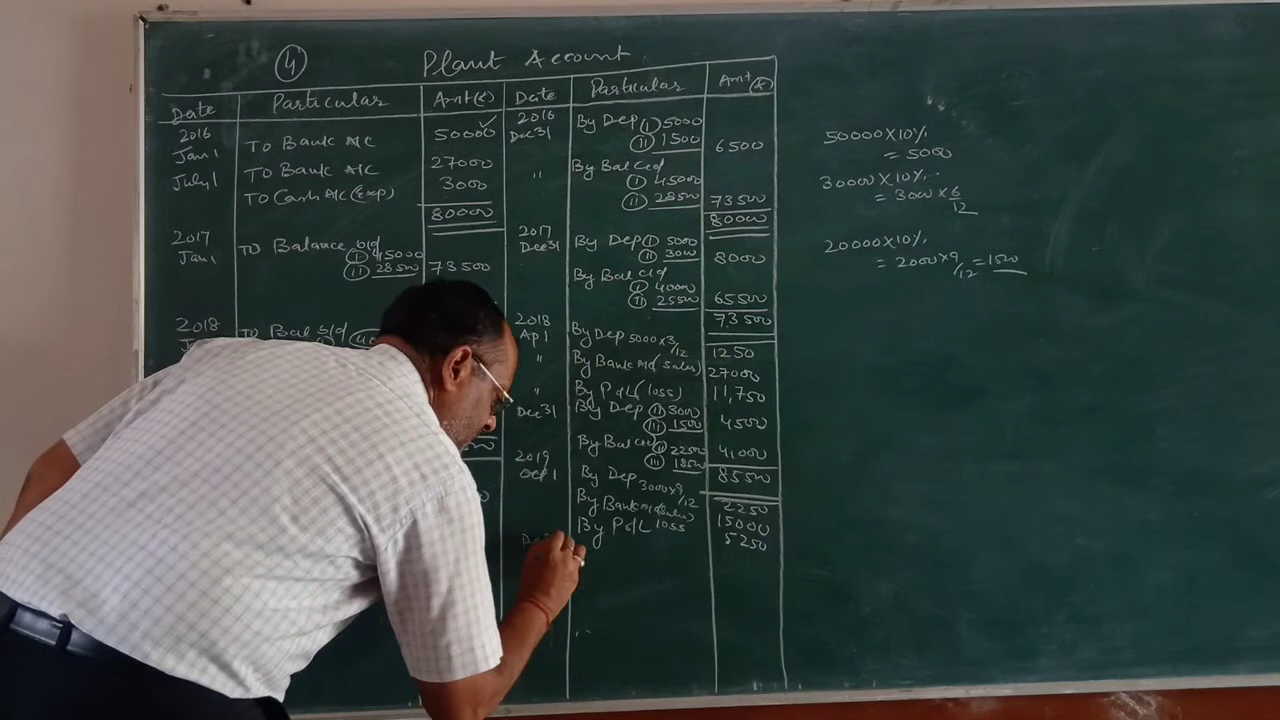 4 Plant Account
Date Particular Amt(₹) Date Particular Amt(₹)
2016 Jan 1 To Bank A/C 50000
July 1 To Bank A/C 27000
To Cash A/C (Exp) 3000
80000
2017 Jan 1 To Balance b/d
I 45000
II 28500 73500
2018
To Bal b/d
2016 Dec 31 By Dep I 5000
II 1500 6500
" By Bal c/d
I 45000
II 28500 73500
80000
2017 Dec 31 By Dep I 5000
II 3000 8000
By Bal c/d
I 40000
II 25500 65500
73500
2018
Ap 1 By Dep 5000×3/12 1250
" By Bank A/C (Sales) 27000
" By P&L (loss) 11,750
Dec 31 By Dep II 3000
III 1500 4500
By Bal c/d II 22500
III 18500 41000
85500
2019
Oct 1 By Dep 3000×9/12 2250
By Bank A/C (Sales) 15000
By P&L loss 5250
50000×10%
= 5000
30000×10%
= 3000×6/12
20000×10%
= 2000×9/12 = 1500